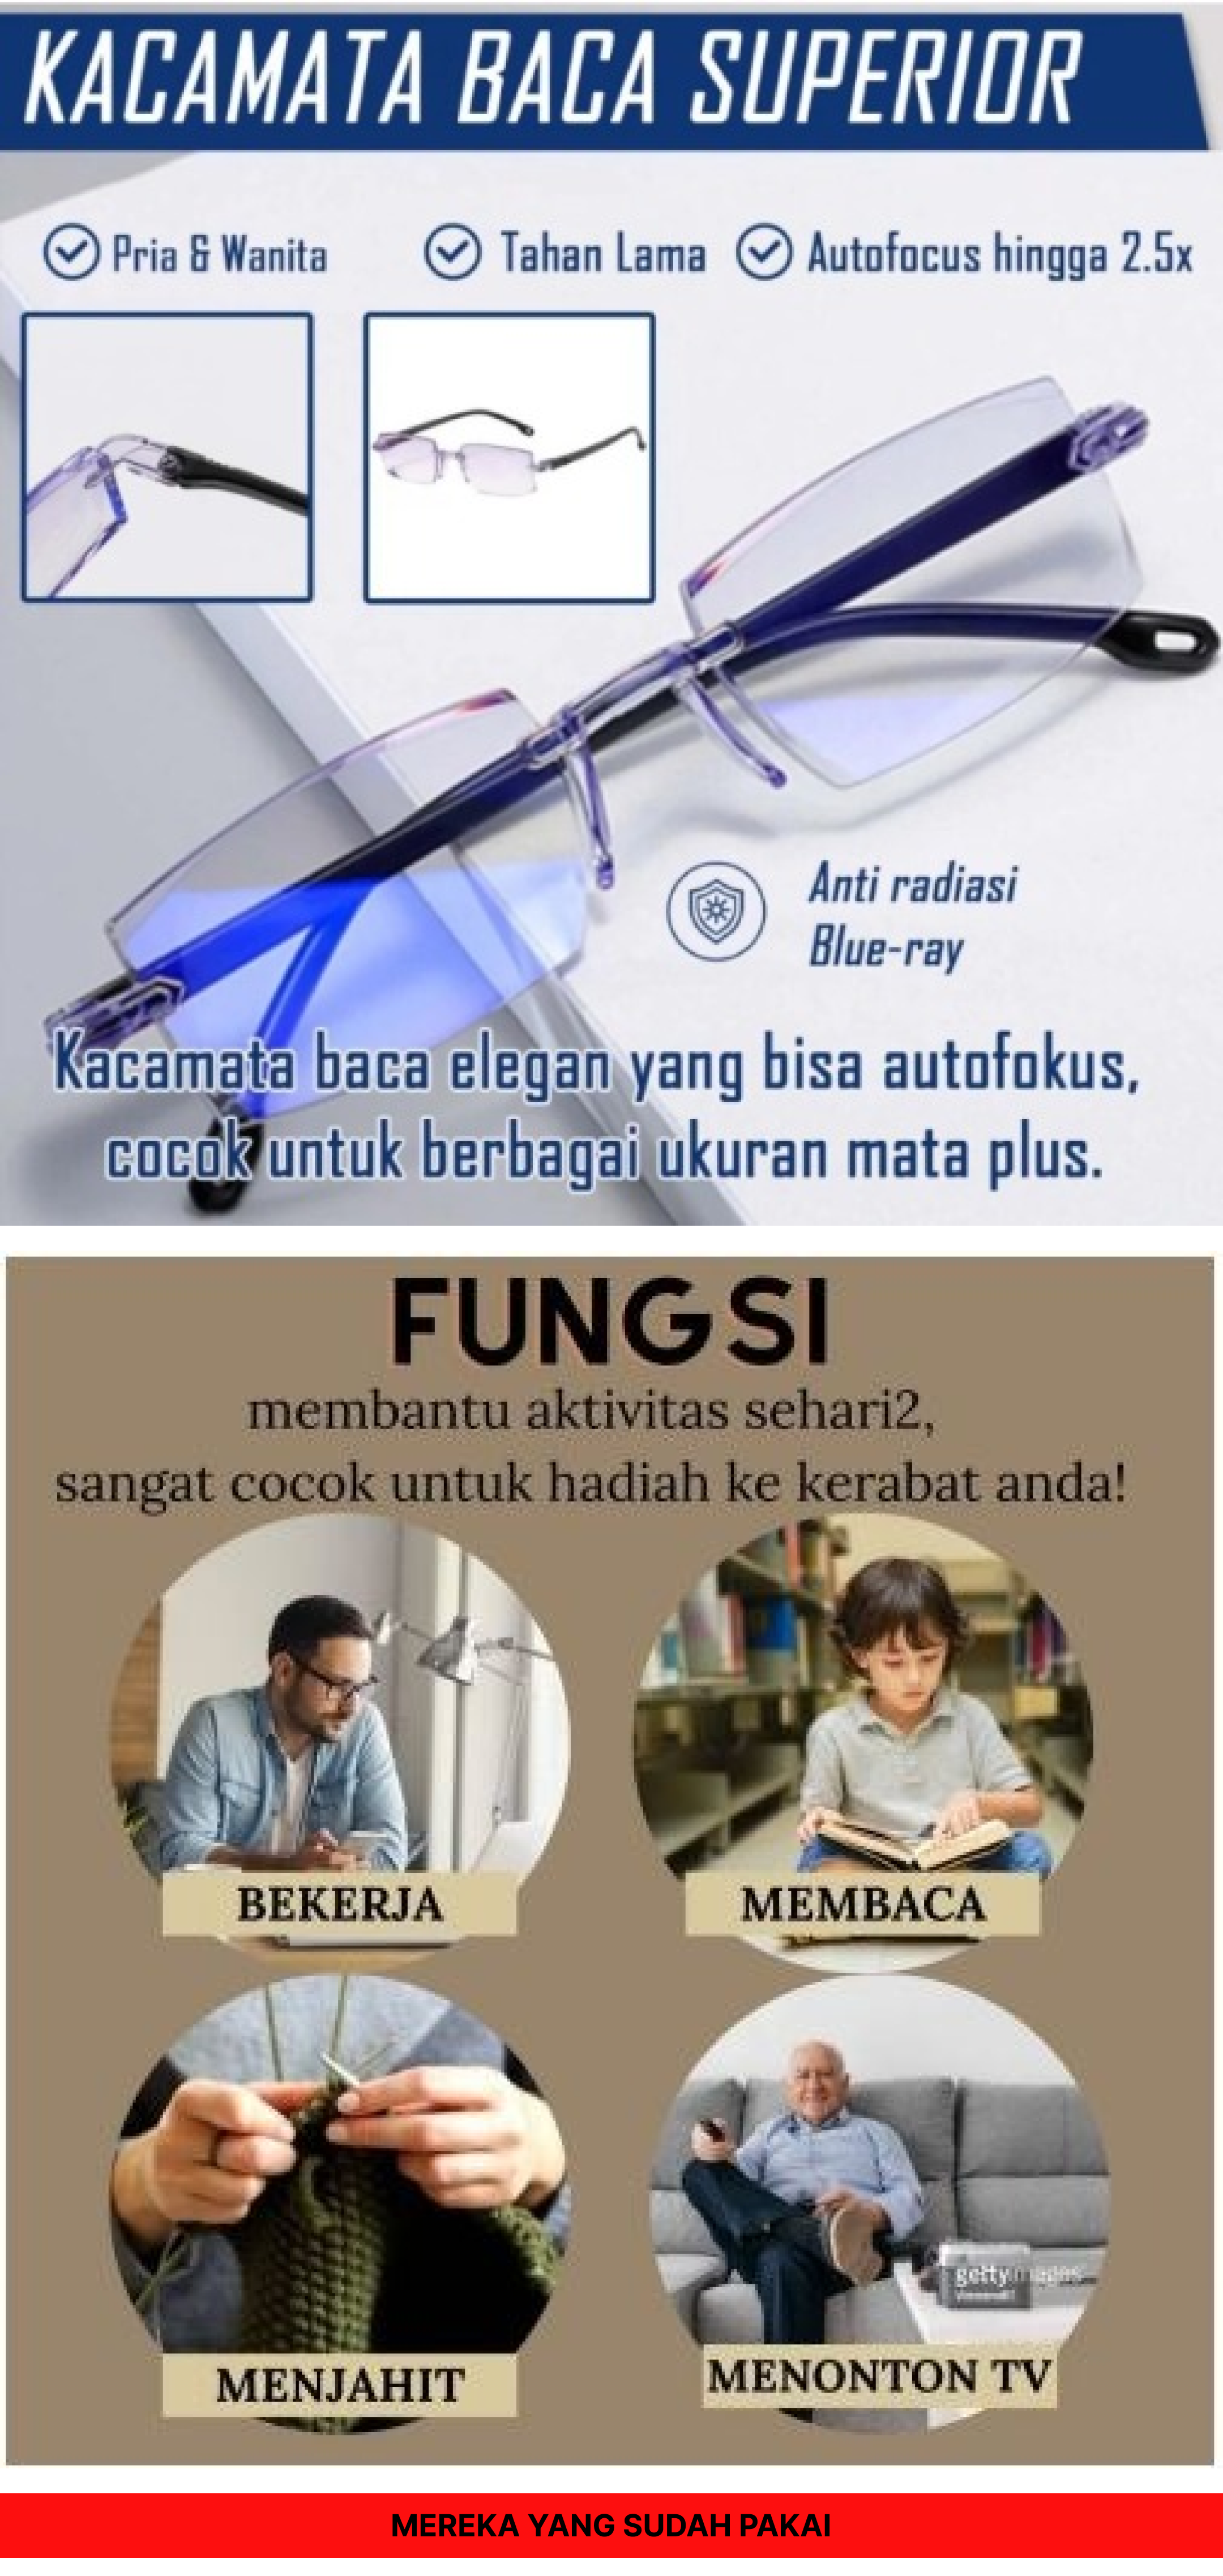 KACAMATA BACA SUPERIOR
Pria & Wanita
Tahan Lama
Autofocus hingga 2.5x
Anti radiasi
Blue-ray
Kacamata baca elegan yang bisa autofokus,
cocok untuk berbagai ukuran mata plus.
FUNGSI
membantu aktivitas sehari2,
sangat cocok untuk hadiah ke kerabat anda!
BEKERJA
MEMBACA
MENJAHIT
gettyimages
MENONTON TV
MEREKA YANG SUDAH PAKAI